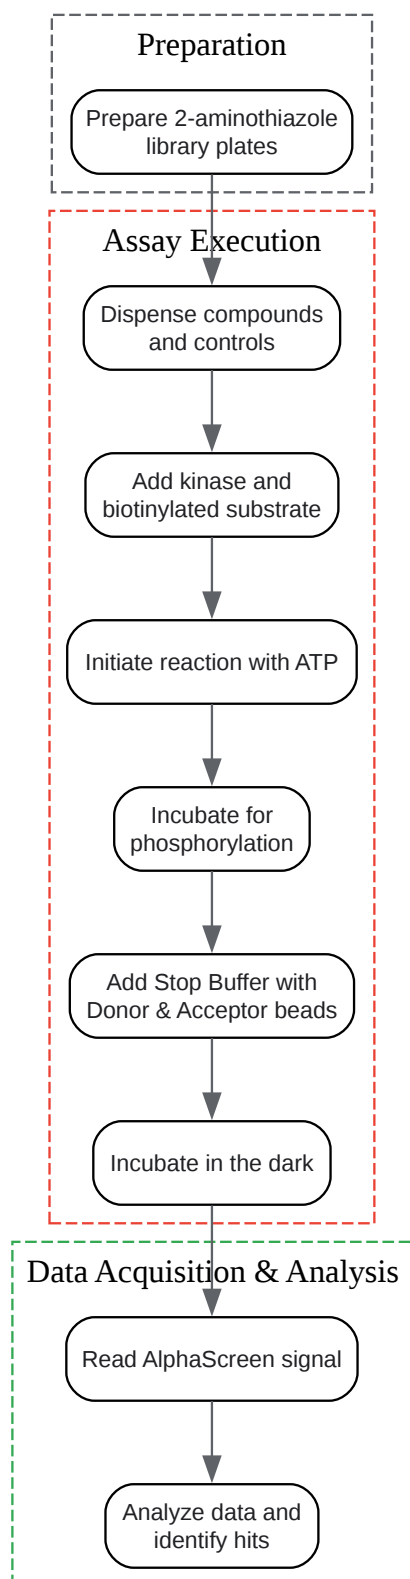 Preparation
Prepare 2-aminothiazole
library plates
Assay Execution
Dispense compounds
and controls
Add kinase and
biotinylated substrate
Initiate reaction with ATP
Incubate for
phosphorylation
Add Stop Buffer with
Donor & Acceptor beads
Incubate in the dark
Data Acquisition & Analysis
Read AlphaScreen signal
Analyze data and
identify hits